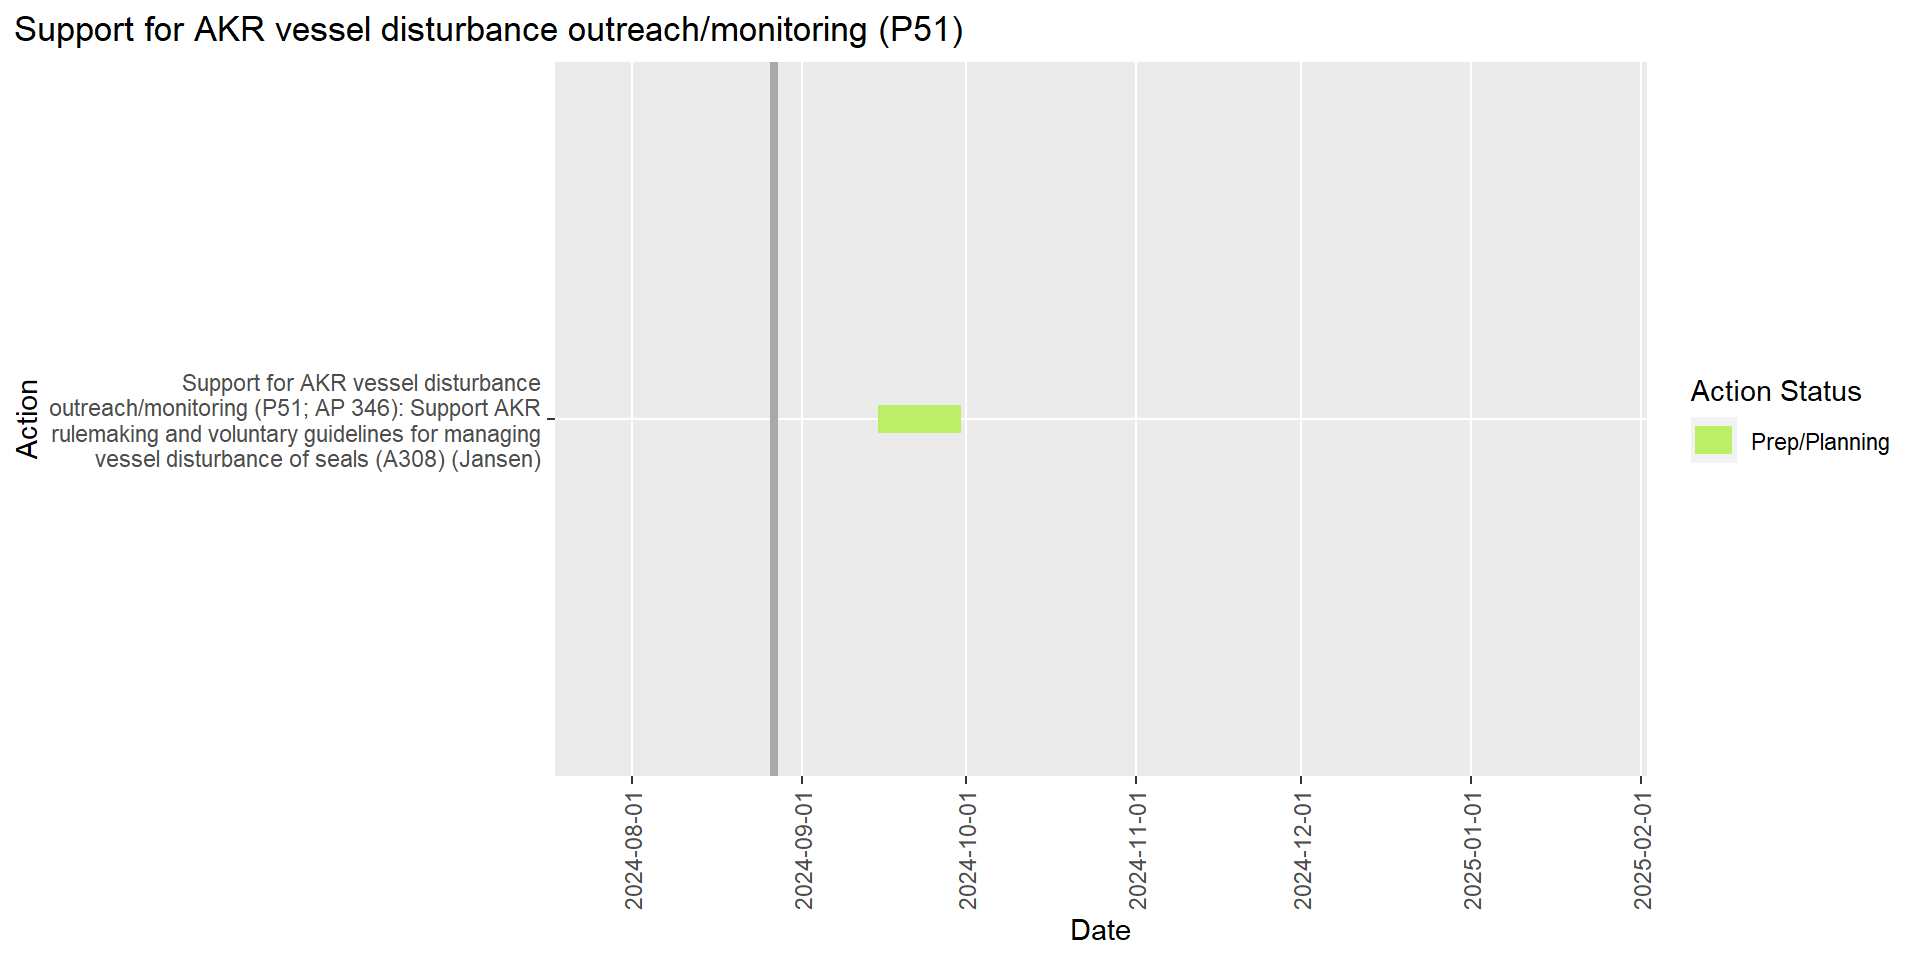 Support for AKR vessel disturbance outreach/monitoring (P51)
Action
Support for AKR vessel disturbance
outreach/monitoring (P51; AP 346): Support AKR
rulemaking and voluntary guidelines for managing
vessel disturbance of seals (A308) (Jansen)
Action Status
Prep/Planning
2024-08-01
2024-09-01
2024-10-01
2024-11-01
2024-12-01
2025-01-01
2025-02-01
Date